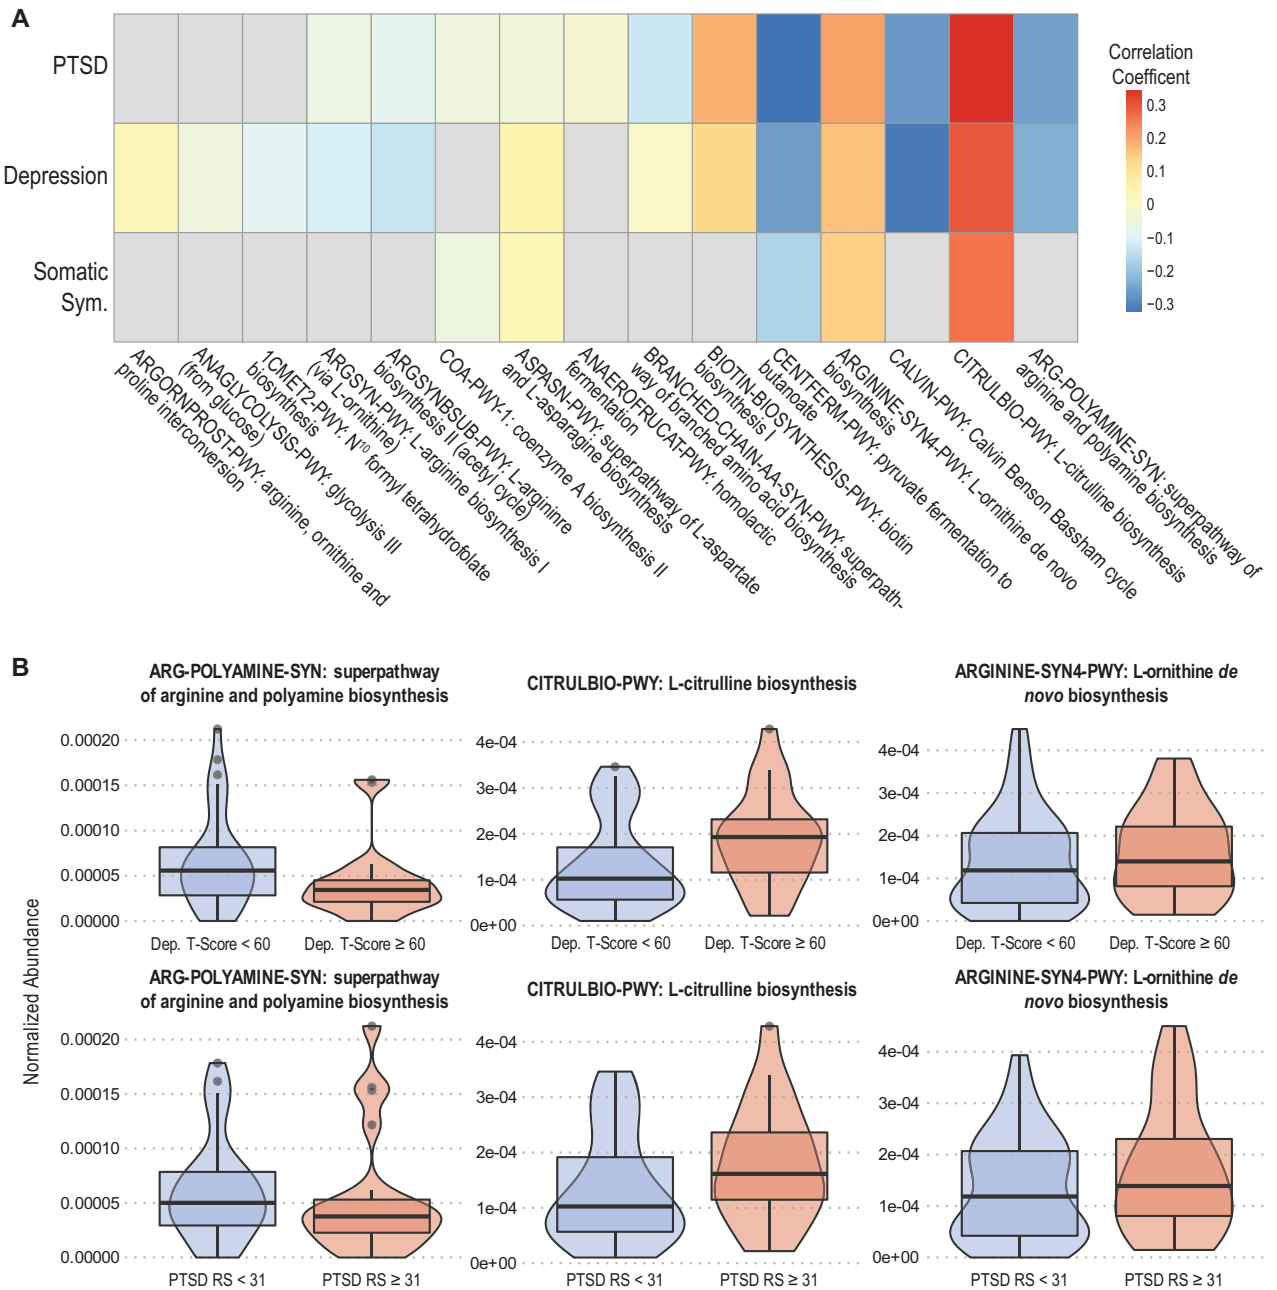 A
PTSD
Depression
Somatic
Sym.
Correlation
Coefficent
0.3
0.2
0.1
0
−0.1
−0.2
−0.3
ARGORNPROST-PWY: arginine, ornithine and
proline interconversion
ANAGLYCOLYSIS-PWY: glycolysis III
(from glucose)
1CMET2-PWY: N¹⁰ formyl tetrahydrofolate
biosynthesis
ARGSYN-PWY: L-arginine biosynthesis I
(via L-ornithine)
ARGSYNBSUB-PWY: L-argininre
biosynthesis II (acetyl cycle)
COA-PWY-1: coenzyme A biosynthesis II
ASPASN-PWY: superpathway of L-aspartate
and L-asparagine biosynthesis
ANAEROFRUCAT-PWY: homolactic
fermentation
BRANCHED-CHAIN-AA-SYN-PWY: superpath-
way of branched amino acid biosynthesis
BIOTIN-BIOSYNTHESIS-PWY: biotin
biosynthesis I
CENTFERM-PWY: pyruvate fermentation to
butanoate
ARGININE-SYN4-PWY: L-ornithine de novo
biosynthesis
CALVIN-PWY: Calvin Benson Bassham cycle
CITRULBIO-PWY: L-citrulline biosynthesis
ARG-POLYAMINE-SYN: superpathway of
arginine and polyamine biosynthesis
B
Normalized Abundance
ARG-POLYAMINE-SYN: superpathway
of arginine and polyamine biosynthesis
0.00020
0.00015
0.00010
0.00005
0.00000
Dep. T-Score < 60
Dep. T-Score ≥ 60
CITRULBIO-PWY: L-citrulline biosynthesis
4e-04
3e-04
2e-04
1e-04
0e+00
Dep. T-Score < 60
Dep. T-Score ≥ 60
ARGININE-SYN4-PWY: L-ornithine de
novo biosynthesis
4e-04
3e-04
2e-04
1e-04
0e+00
Dep. T-Score < 60
Dep. T-Score ≥ 60
ARG-POLYAMINE-SYN: superpathway
of arginine and polyamine biosynthesis
0.00020
0.00015
0.00010
0.00005
0.00000
PTSD RS < 31
PTSD RS ≥ 31
CITRULBIO-PWY: L-citrulline biosynthesis
4e-04
3e-04
2e-04
1e-04
0e+00
PTSD RS < 31
PTSD RS ≥ 31
ARGININE-SYN4-PWY: L-ornithine de
novo biosynthesis
4e-04
3e-04
2e-04
1e-04
0e+00
PTSD RS < 31
PTSD RS ≥ 31